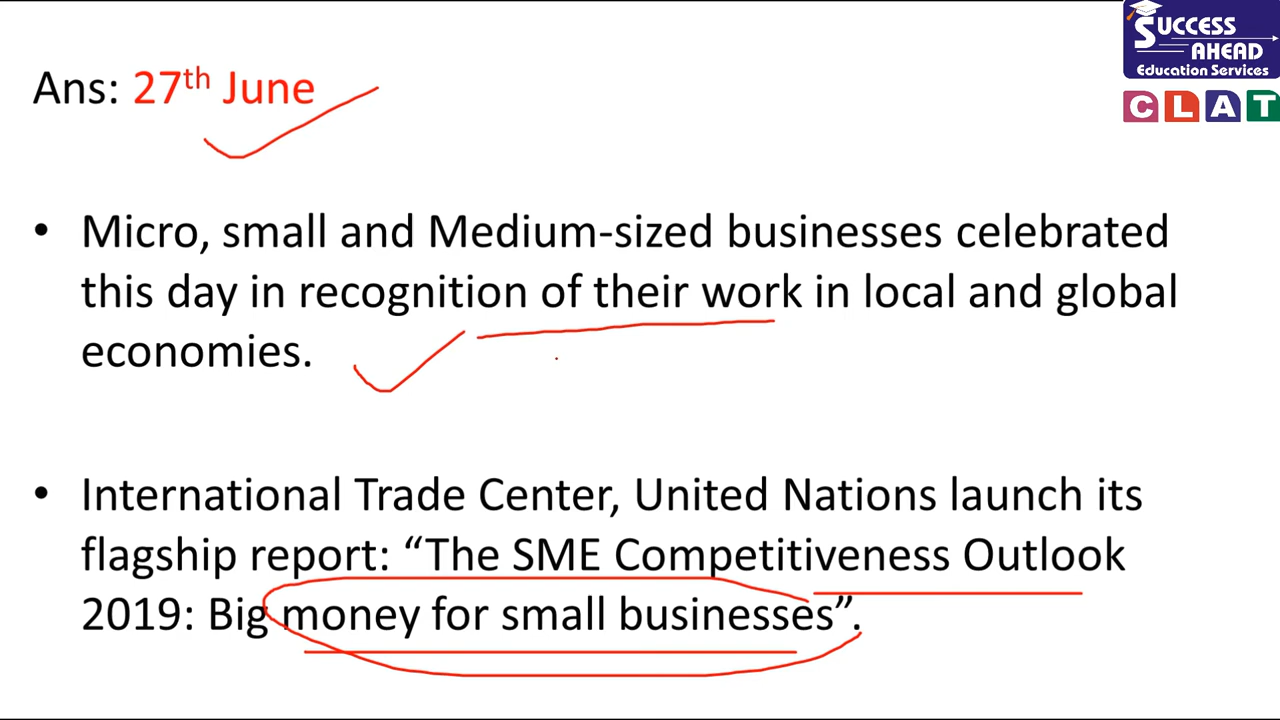 SUCCESS
AHEAD
Education Services
CLAT
Ans: 27th June
• Micro, small and Medium-sized businesses celebrated
this day in recognition of their work in local and global
economies.
• International Trade Center, United Nations launch its
flagship report: “The SME Competitiveness Outlook
2019: Big money for small businesses”.